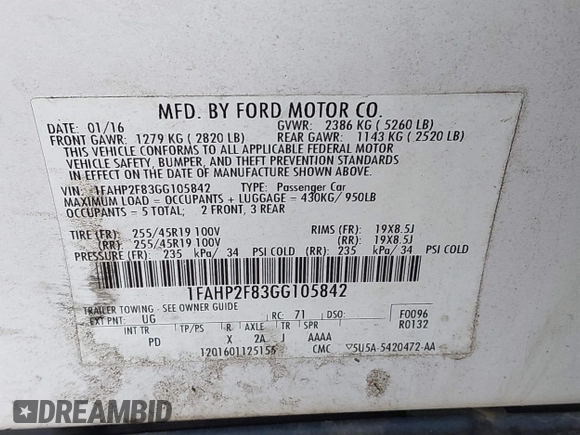 MFD. BY FORD MOTOR CO.
DATE: 01/16 GVWR: 2386 KG ( 5260 LB)
FRONT GAWR: 1279 KG ( 2820 LB) REAR GAWR: 1143 KG ( 2520 LB)
THIS VEHICLE CONFORMS TO ALL APPLICABLE FEDERAL MOTOR
VEHICLE SAFETY, BUMPER, AND THEFT PREVENTION STANDARDS
IN EFFECT ON THE DATE OF MANUFACTURE SHOWN ABOVE.
VIN: 1FAHP2F83GG105842 TYPE: Passenger Car
MAXIMUM LOAD = OCCUPANTS + LUGGAGE = 430KG/950LB
OCCUPANTS = 5 TOTAL; 2 FRONT, 3 REAR
TIRE (FR): 255/45R19 100V RIMS (FR): 19X8.5J
(RR): 255/45R19 100V (RR): 19X8.5J
PRESSURE (FR): 235 kPa/ 34 PSI COLD (RR): 235 kPa/ 34 PSI COLD
1FAHP2F83GG105842
TRAILER TOWING - SEE OWNER GUIDE
EXT PNT: UG RC: 71 DSO: F0096
R0132
INT TR TP/PS R AXLE TR SPR
PD X 2A J AAAA
1201601125155 CMC ▽5U5A-5420472-AA
DREAMBID